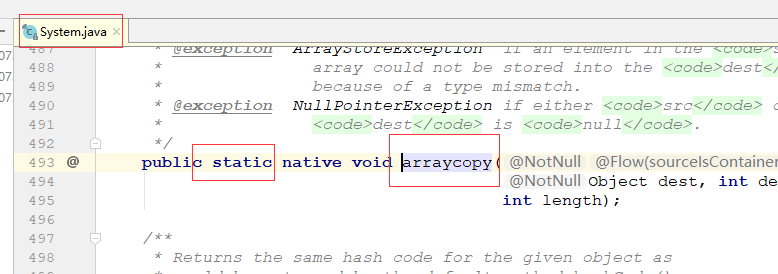 System.java
487 * @exception ArrayStoreException if an element in the <code>s
488 * array could not be stored into the <code>dest</
489 * because of a type mismatch.
490 * @exception NullPointerException if either <code>src</code> o
491 * <code>dest</code> is <code>null</code>.
492 */
493 @ public static native void arraycopy( @NotNull @Flow(sourceIsContainer
494 @NotNull Object dest, int de
495 int length);
496
497 /**
498 * Returns the same hash code for the given object as
07
07
07